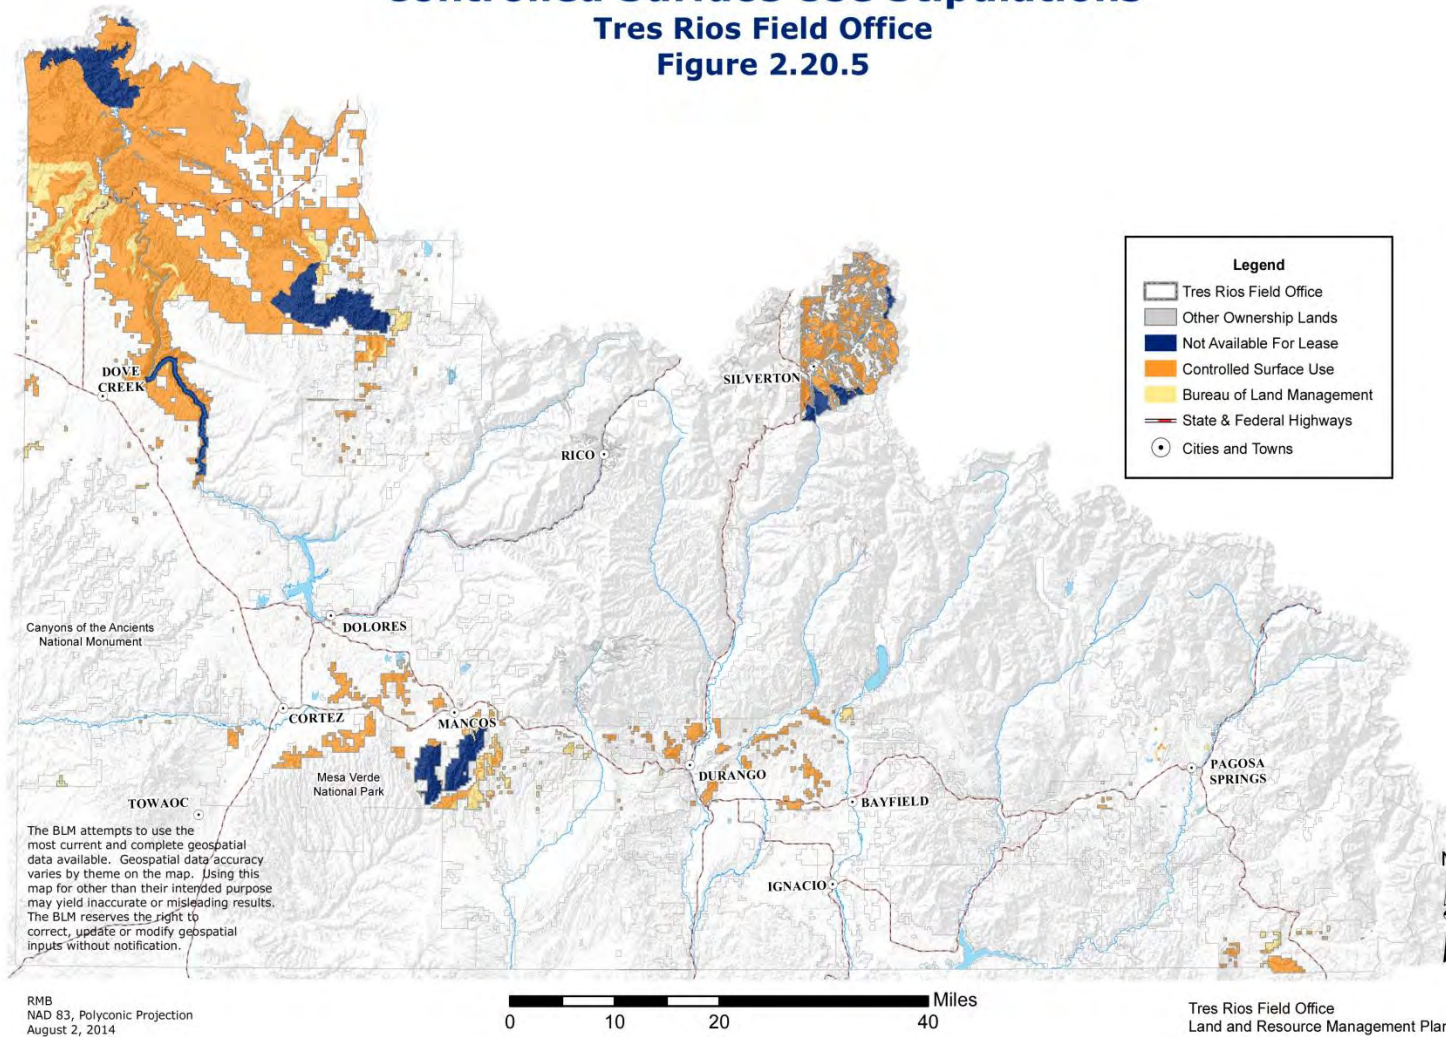 Controlled Surface Use Stipulations
Tres Rios Field Office
Figure 2.20.5
Legend
Tres Rios Field Office
Other Ownership Lands
Not Available For Lease
Controlled Surface Use
Bureau of Land Management
State & Federal Highways
Cities and Towns
DOVE
CREEK
SILVERTON
RICO
DOLORES
Canyons of the Ancients
National Monument
CORTEZ
MANCOS
Mesa Verde
National Park
DURANGO
PAGOSA
SPRINGS
TOWAOC
BAYFIELD
IGNACIO
The BLM attempts to use the
most current and complete geospatial
data available. Geospatial data accuracy
varies by theme on the map. Using this
map for other than their intended purpose
may yield inaccurate or misleading results.
The BLM reserves the right to
correct, update or modify geospatial
inputs without notification.
RMB
NAD 83, Polyconic Projection
August 2, 2014
Miles
0 10 20 40
Tres Rios Field Office
Land and Resource Management Plan